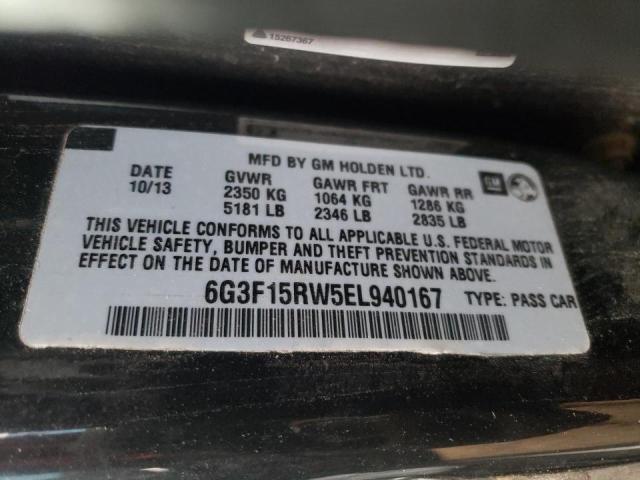 15267367
MFD BY GM HOLDEN LTD.
DATE GVWR GAWR FRT GAWR RR GM
10/13 2350 KG 1064 KG 1286 KG
5181 LB 2346 LB 2835 LB
THIS VEHICLE CONFORMS TO ALL APPLICABLE U.S. FEDERAL MOTOR
VEHICLE SAFETY, BUMPER AND THEFT PREVENTION STANDARDS IN
EFFECT ON THE DATE OF MANUFACTURE SHOWN ABOVE.
6G3F15RW5EL940167 TYPE: PASS CAR